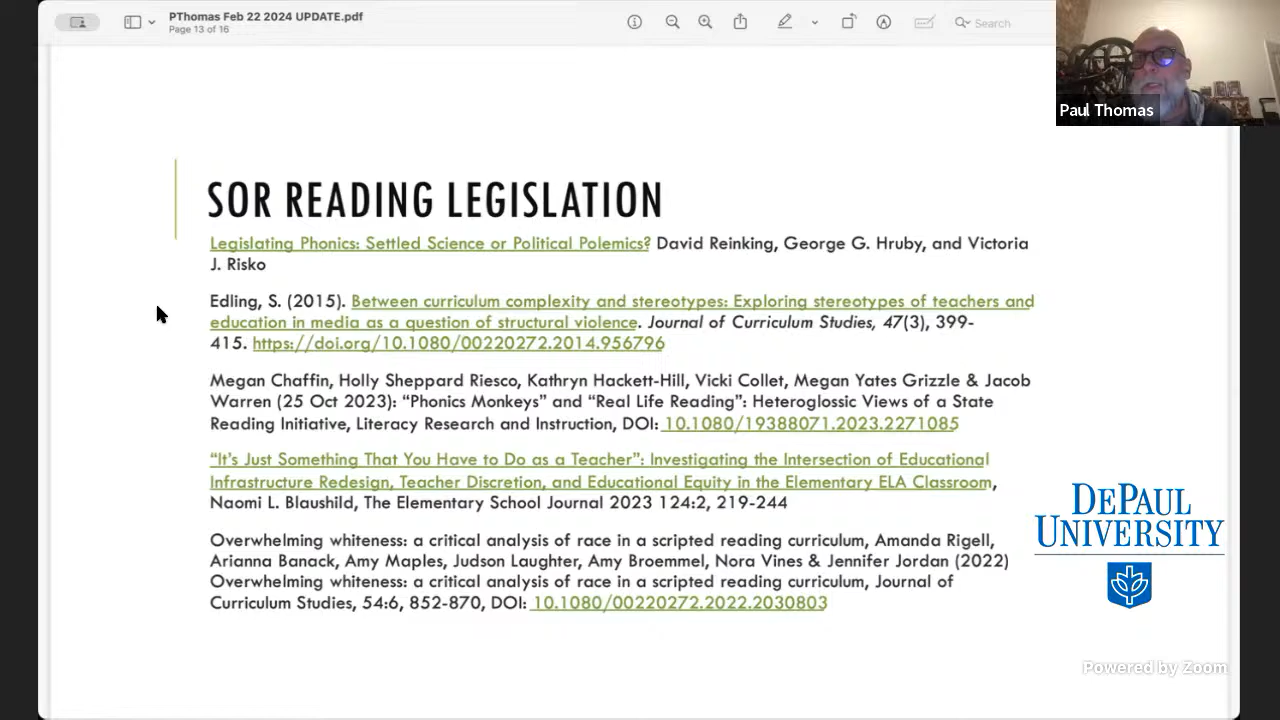 PThomas Feb 22 2024 UPDATE.pdf
Page 13 of 16
Search
Paul Thomas
SOR READING LEGISLATION
Legislating Phonics: Settled Science or Political Polemics? David Reinking, George G. Hruby, and Victoria
J. Risko
Edling, S. (2015). Between curriculum complexity and stereotypes: Exploring stereotypes of teachers and
education in media as a question of structural violence. Journal of Curriculum Studies, 47(3), 399-
415. https://doi.org/10.1080/00220272.2014.956796
Megan Chaffin, Holly Sheppard Riesco, Kathryn Hackett-Hill, Vicki Collet, Megan Yates Grizzle & Jacob
Warren (25 Oct 2023): “Phonics Monkeys” and “Real Life Reading”: Heteroglossic Views of a State
Reading Initiative, Literacy Research and Instruction, DOI: 10.1080/19388071.2023.2271085
“It’s Just Something That You Have to Do as a Teacher”: Investigating the Intersection of Educational
Infrastructure Redesign, Teacher Discretion, and Educational Equity in the Elementary ELA Classroom,
Naomi L. Blaushild, The Elementary School Journal 2023 124:2, 219-244
Overwhelming whiteness: a critical analysis of race in a scripted reading curriculum, Amanda Rigell,
Arianna Banack, Amy Maples, Judson Laughter, Amy Broemmel, Nora Vines & Jennifer Jordan (2022)
Overwhelming whiteness: a critical analysis of race in a scripted reading curriculum, Journal of
Curriculum Studies, 54:6, 852-870, DOI: 10.1080/00220272.2022.2030803
DEPAUL
UNIVERSITY
Powered by Zoom